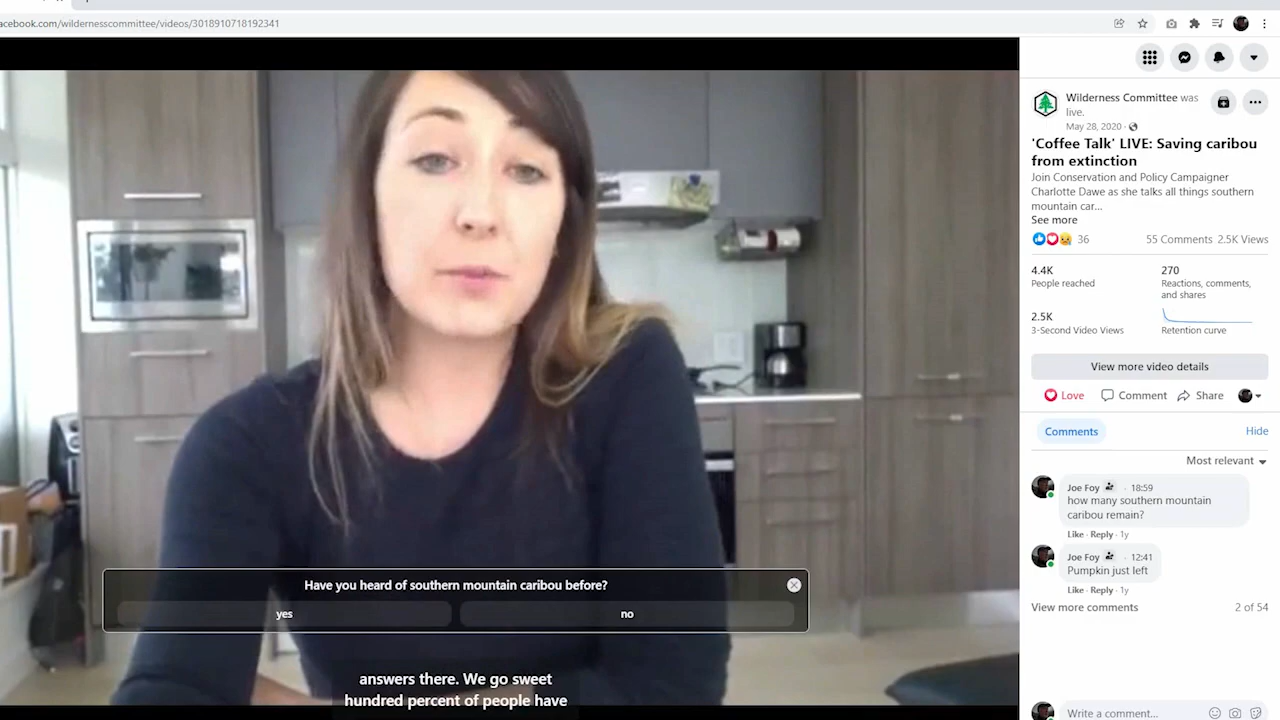 acebook.com/wildernesscommittee/videos/3018910718192341
Wilderness Committee was
live.
May 28, 2020 ·
'Coffee Talk' LIVE: Saving caribou
from extinction
Join Conservation and Policy Campaigner
Charlotte Dawe as she talks all things southern
mountain car...
See more
36
55 Comments 2.5K Views
4.4K
People reached
270
Reactions, comments,
and shares
2.5K
3-Second Video Views
Retention curve
View more video details
Love
Comment
Share
Comments
Hide
Most relevant
Joe Foy · 18:59
how many southern mountain
caribou remain?
Like · Reply · 1y
Joe Foy · 12:41
Pumpkin just left
Like · Reply · 1y
View more comments
2 of 54
Write a comment...
Have you heard of southern mountain caribou before?
yes
no
answers there. We go sweet
hundred percent of people have